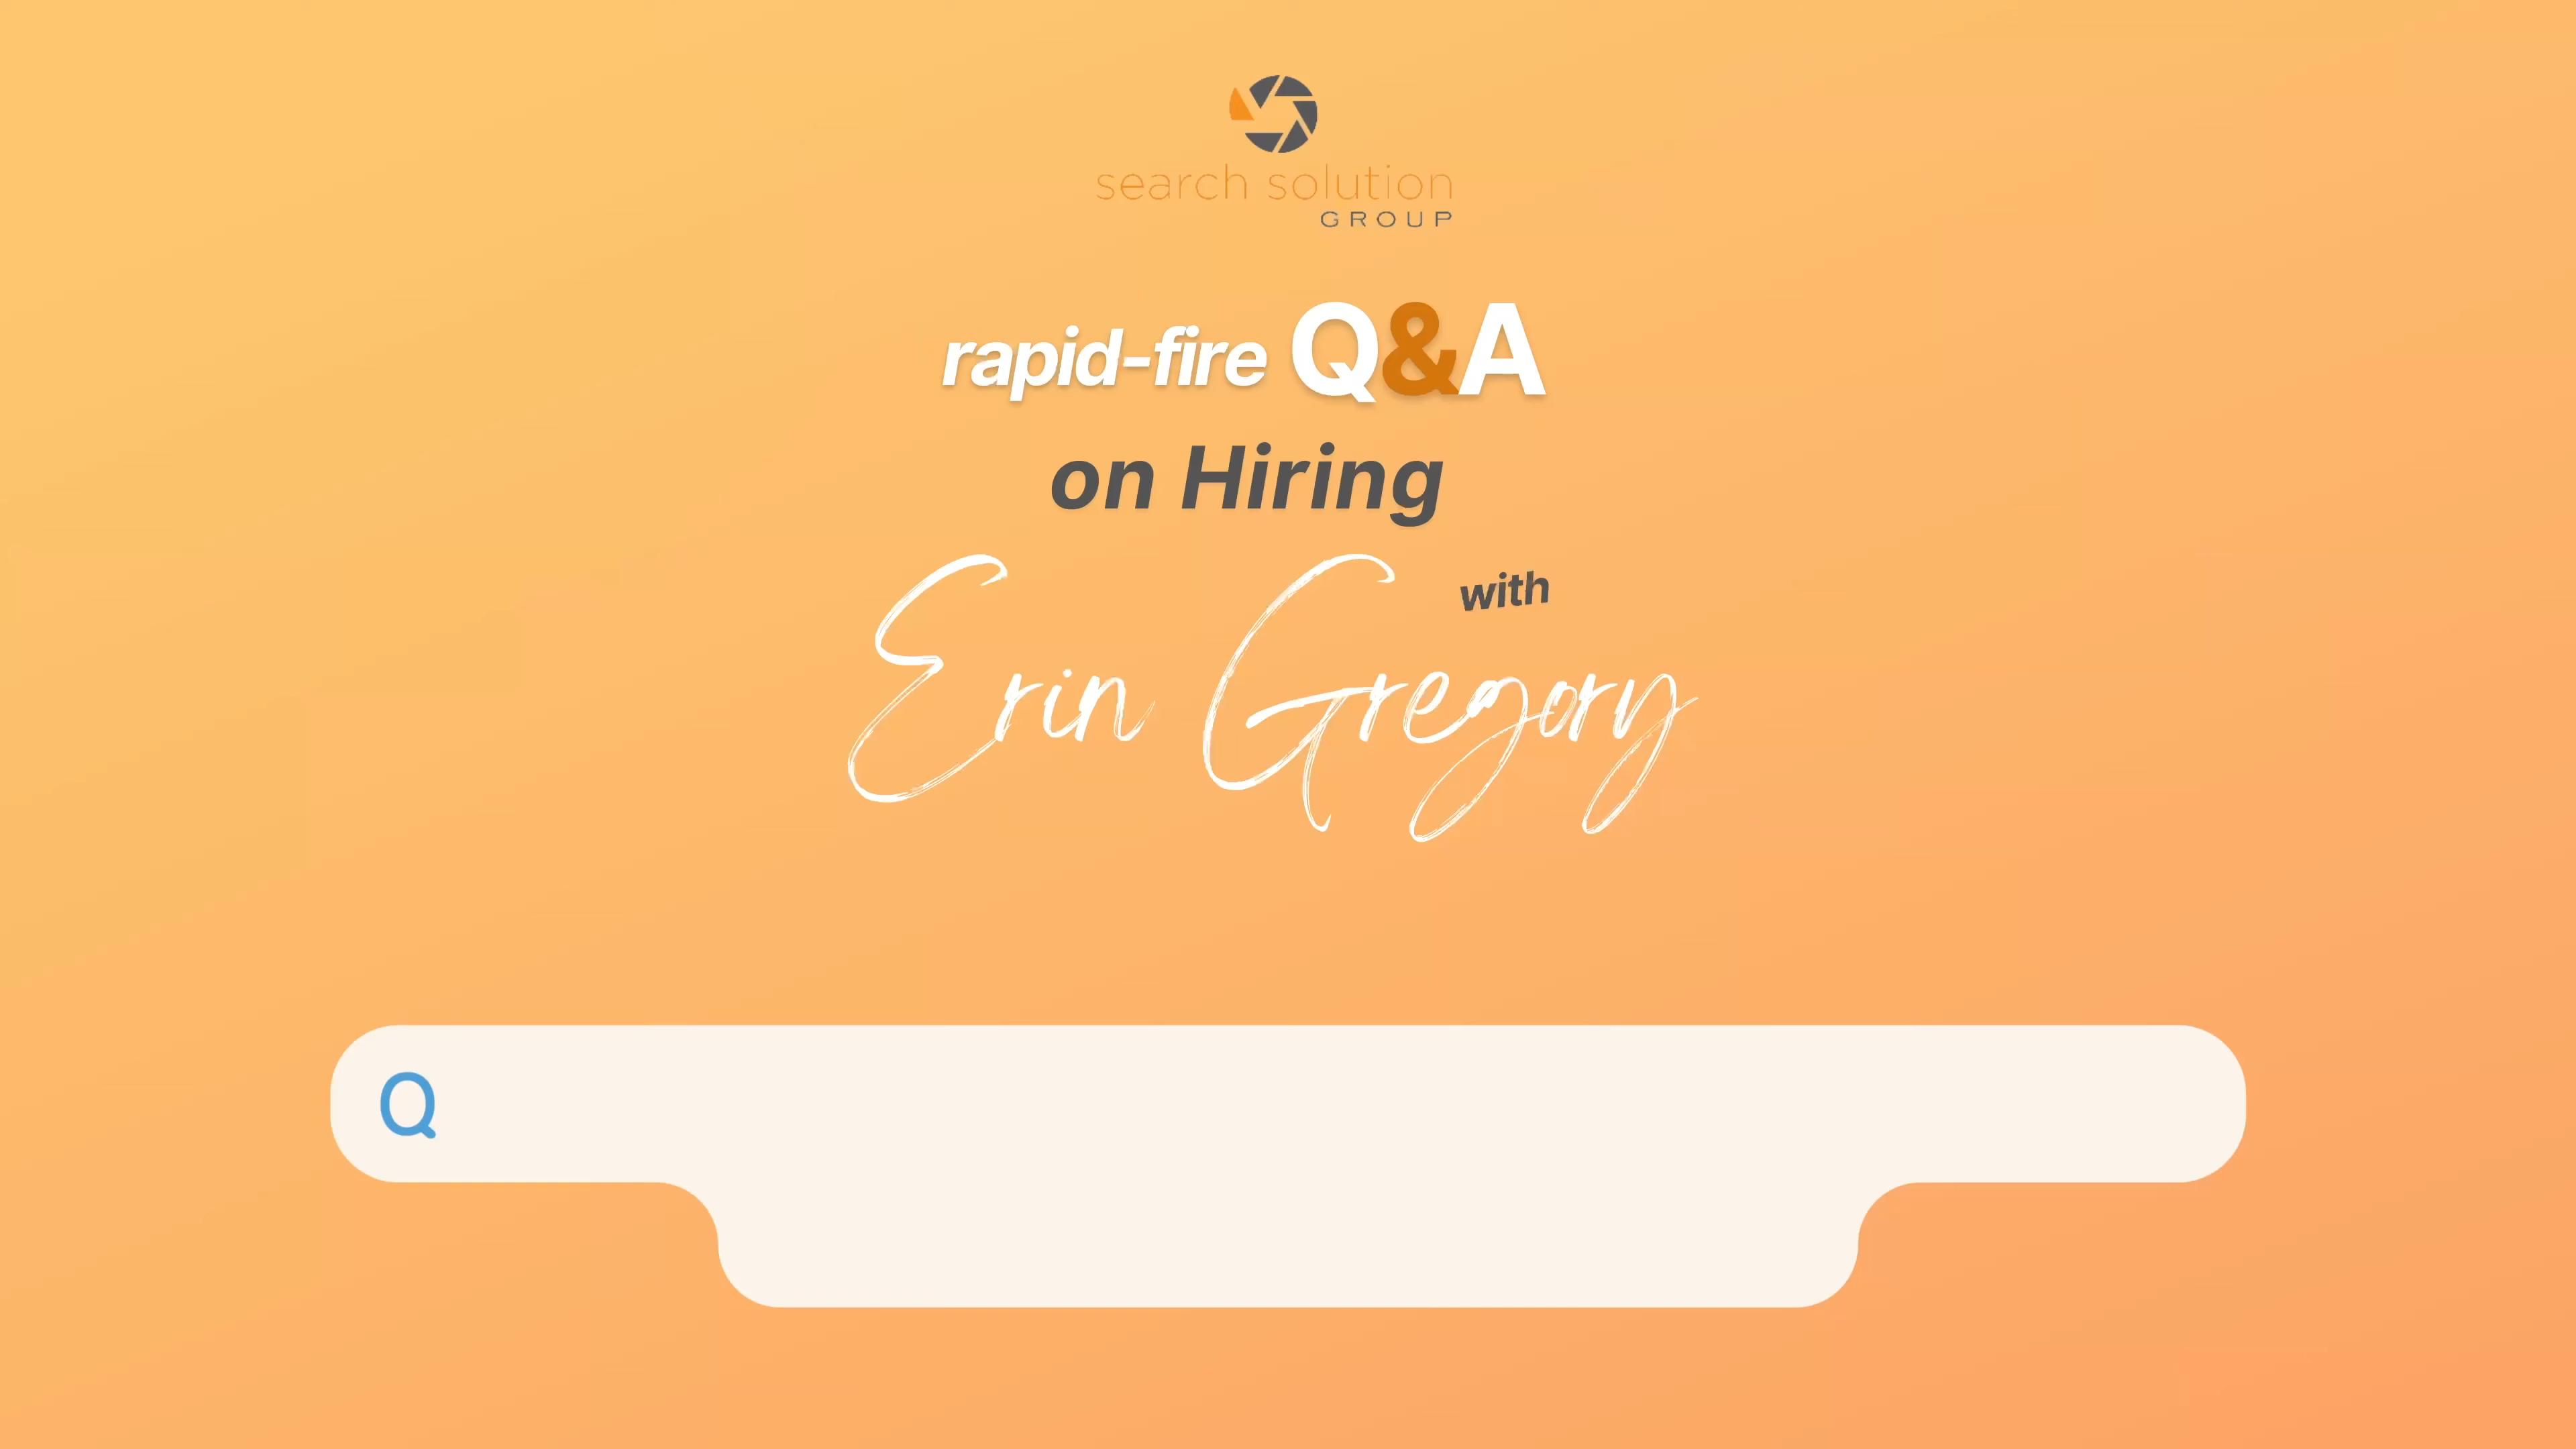 search solution
GROUP
rapid-fire Q&A
on Hiring
with
Erin Gregory
Q